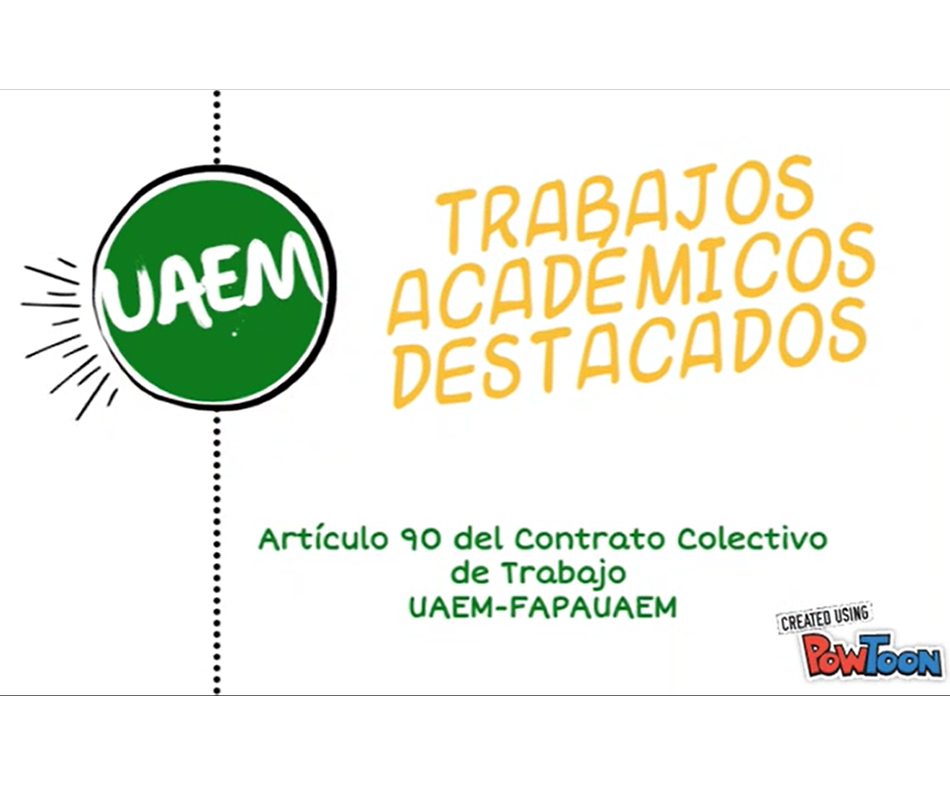 UAEM
TRABAJOS
ACADÉMICOS
DESTACADOS
Artículo 90 del Contrato Colectivo
de Trabajo
UAEM-FAPAUAEM
CREATED USING
POWTOON